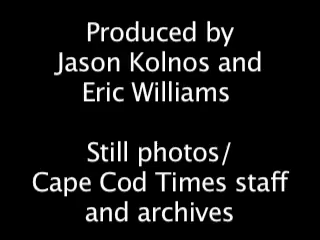 Produced by
Jason Kolnos and
Eric Williams
Still photos/
Cape Cod Times staff
and archives